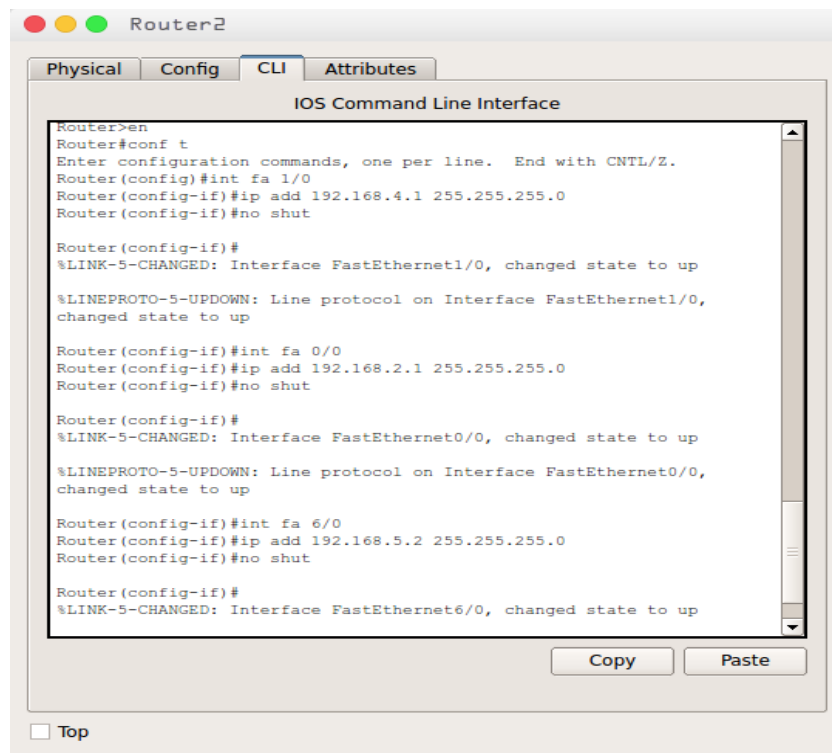 Router2
Physical
Config
CLI
Attributes
IOS Command Line Interface
Router>en
Router#conf t
Enter configuration commands, one per line.  End with CNTL/Z.
Router(config)#int fa 1/0
Router(config-if)#ip add 192.168.4.1 255.255.255.0
Router(config-if)#no shut
Router(config-if)#
%LINK-5-CHANGED: Interface FastEthernet1/0, changed state to up
%LINEPROTO-5-UPDOWN: Line protocol on Interface FastEthernet1/0,
changed state to up
Router(config-if)#int fa 0/0
Router(config-if)#ip add 192.168.2.1 255.255.255.0
Router(config-if)#no shut
Router(config-if)#
%LINK-5-CHANGED: Interface FastEthernet0/0, changed state to up
%LINEPROTO-5-UPDOWN: Line protocol on Interface FastEthernet0/0,
changed state to up
Router(config-if)#int fa 6/0
Router(config-if)#ip add 192.168.5.2 255.255.255.0
Router(config-if)#no shut
Router(config-if)#
%LINK-5-CHANGED: Interface FastEthernet6/0, changed state to up
Copy
Paste
Top